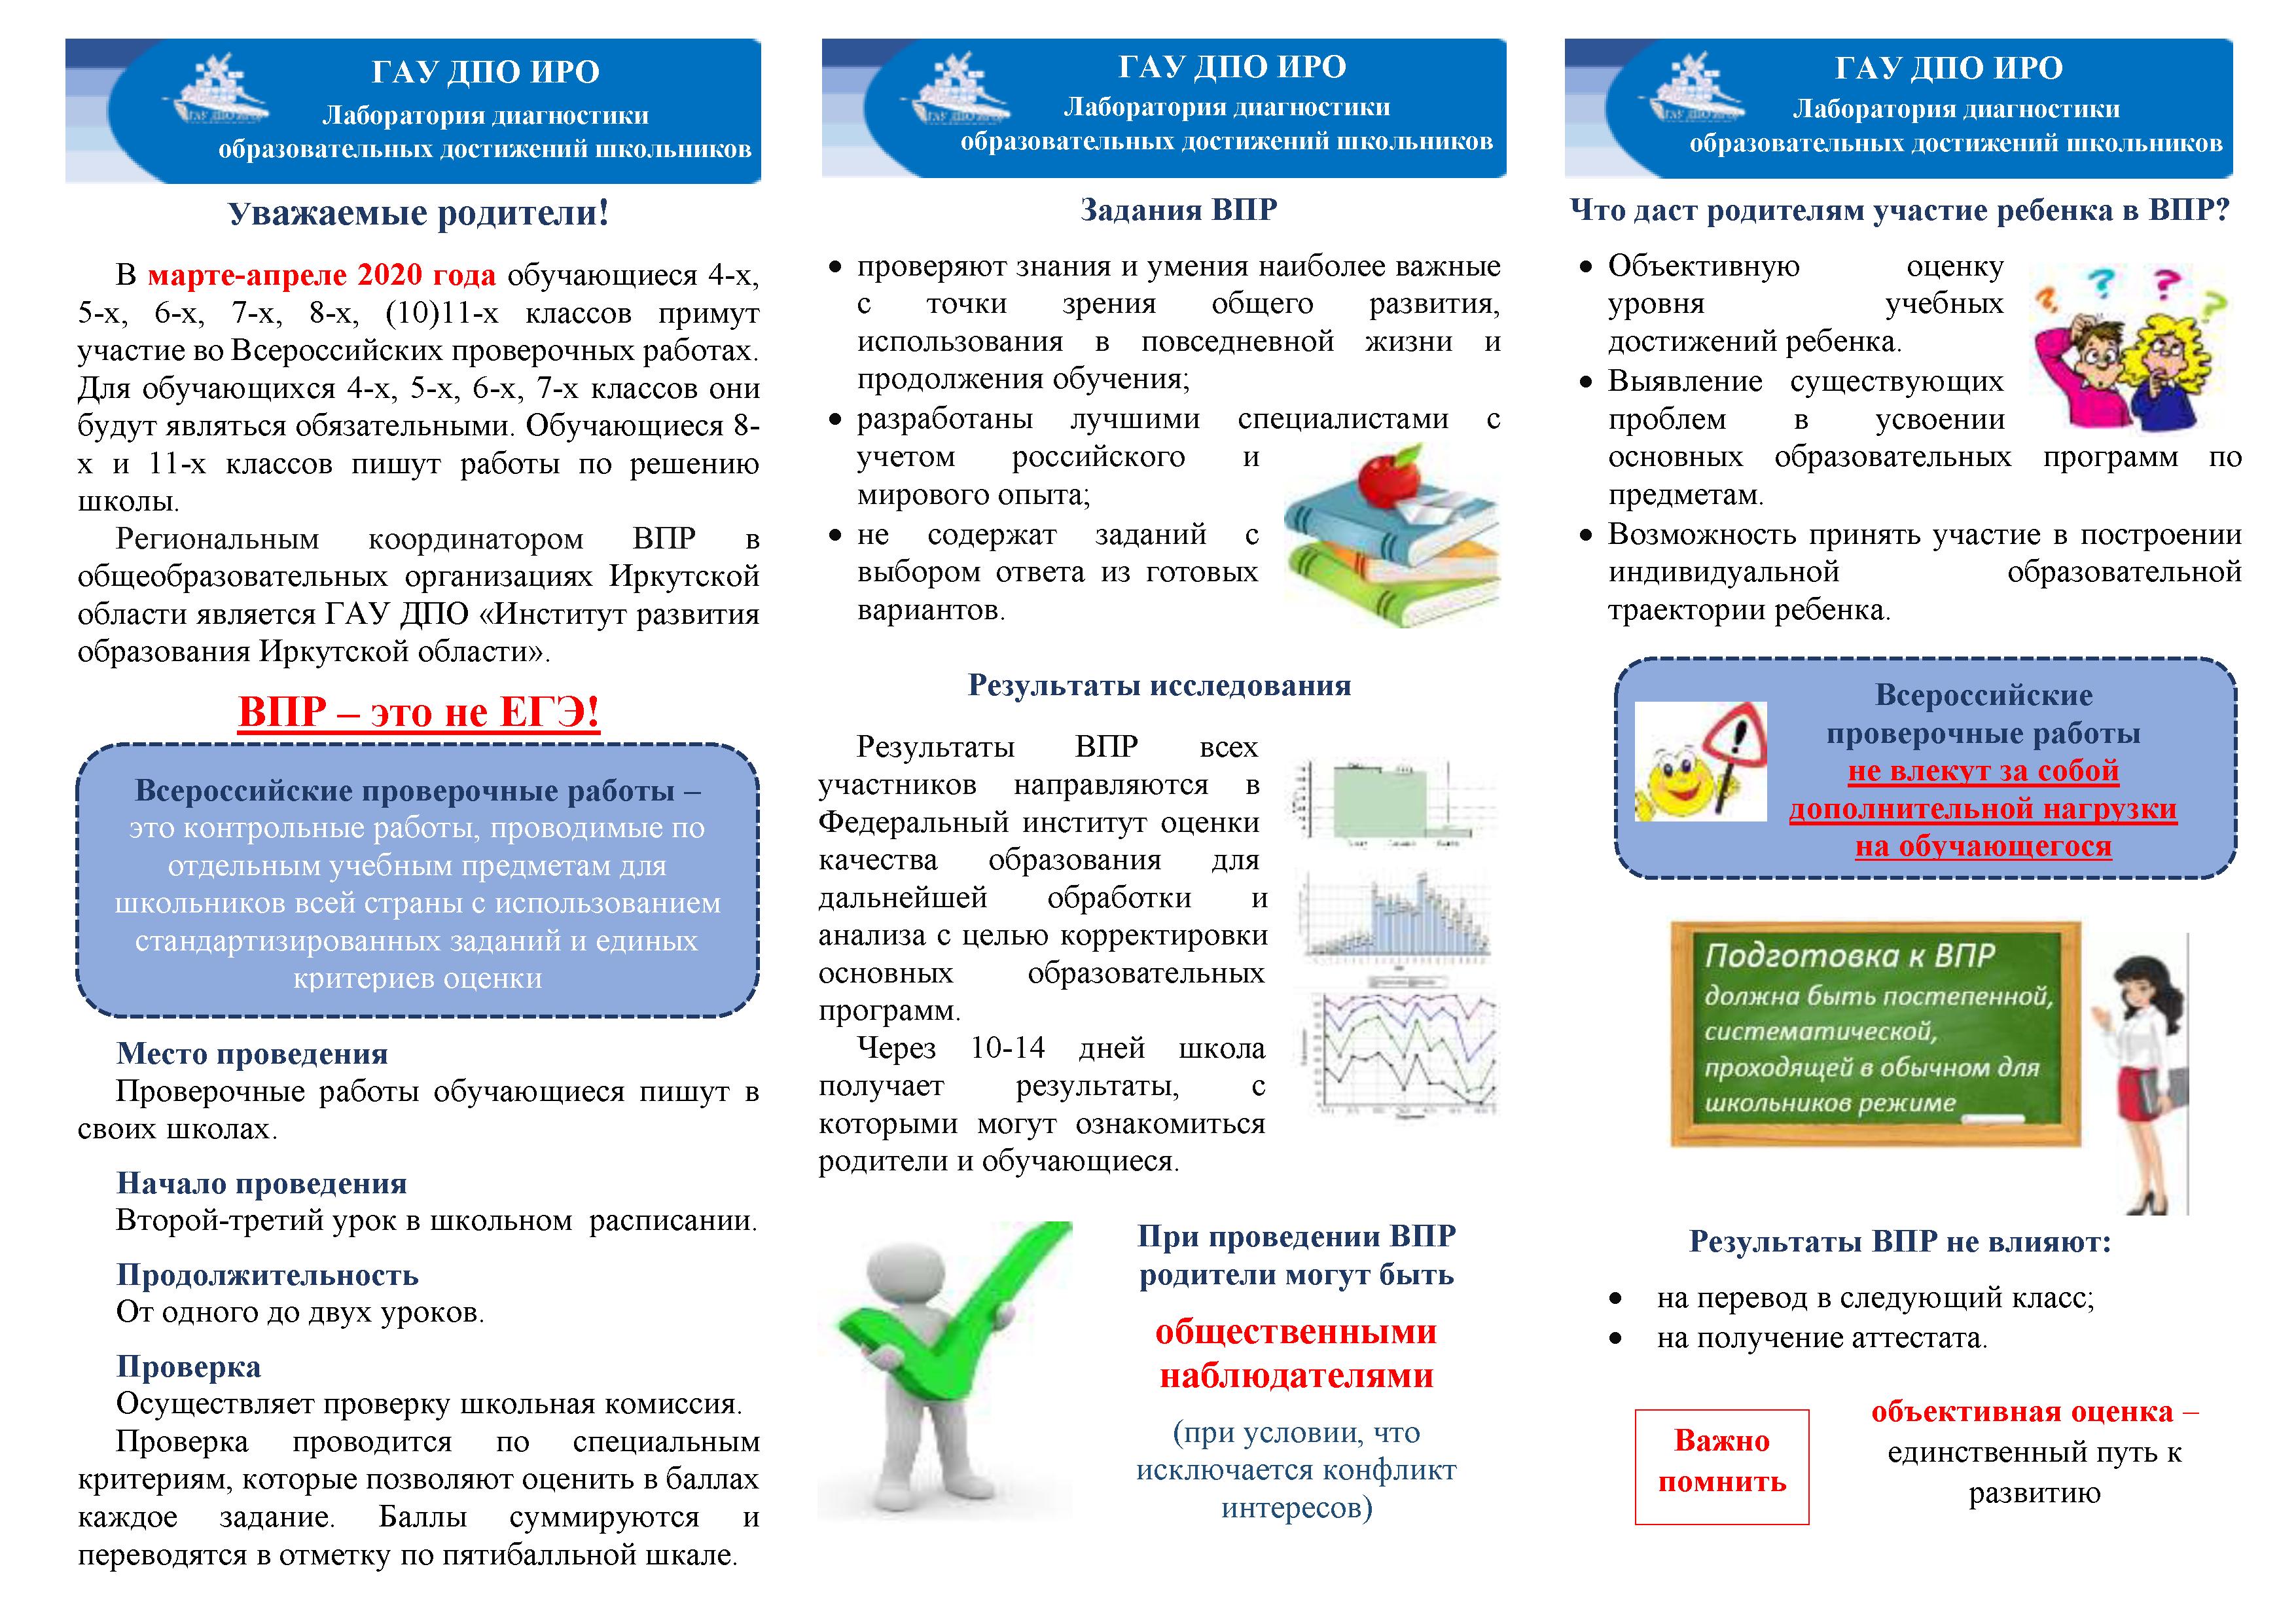 ГАУ ДПО ИРО
Лаборатория диагностики
образовательных достижений школьников
Уважаемые родители!
В марте-апреле 2020 года обучающиеся 4-х,
5-х, 6-х, 7-х, 8-х, (10)11-х классов примут
участие во Всероссийских проверочных работах.
Для обучающихся 4-х, 5-х, 6-х, 7-х классов они
будут являться обязательными. Обучающиеся 8-
х и 11-х классов пишут работы по решению
школы.
Региональным координатором ВПР в
общеобразовательных организациях Иркутской
области является ГАУ ДПО «Институт развития
образования Иркутской области».
ВПР – это не ЕГЭ!
Всероссийские проверочные работы –
это контрольные работы, проводимые по
отдельным учебным предметам для
школьников всей страны с использованием
стандартизированных заданий и единых
критериев оценки
Место проведения
Проверочные работы обучающиеся пишут в
своих школах.
Начало проведения
Второй-третий урок в школьном расписании.
Продолжительность
От одного до двух уроков.
Проверка
Осуществляет проверку школьная комиссия.
Проверка проводится по специальным
критериям, которые позволяют оценить в баллах
каждое задание. Баллы суммируются и
переводятся в отметку по пятибалльной шкале.
ГАУ ДПО ИРО
Лаборатория диагностики
образовательных достижений школьников
Задания ВПР
• проверяют знания и умения наиболее важные
с точки зрения общего развития,
использования в повседневной жизни и
продолжения обучения;
• разработаны лучшими специалистами с
учетом российского и
мирового опыта;
• не содержат заданий с
выбором ответа из готовых
вариантов.
Результаты исследования
Результаты ВПР всех
участников направляются в
Федеральный институт оценки
качества образования для
дальнейшей обработки и
анализа с целью корректировки
основных образовательных
программ.
Через 10-14 дней школа
получает результаты, с
которыми могут ознакомиться
родители и обучающиеся.
При проведении ВПР
родители могут быть
общественными
наблюдателями
(при условии, что
исключается конфликт
интересов)
ГАУ ДПО ИРО
Лаборатория диагностики
образовательных достижений школьников
Что даст родителям участие ребенка в ВПР?
• Объективную оценку
уровня учебных
достижений ребенка.
• Выявление существующих
проблем в усвоении
основных образовательных программ по
предметам.
• Возможность принять участие в построении
индивидуальной образовательной
траектории ребенка.
Всероссийские
проверочные работы
не влекут за собой
дополнительной нагрузки
на обучающегося
Подготовка к ВПР
должна быть постепенной,
систематической,
проходящей в обычном для
школьников режиме
Результаты ВПР не влияют:
• на перевод в следующий класс;
• на получение аттестата.
Важно
помнить
объективная оценка –
единственный путь к
развитию